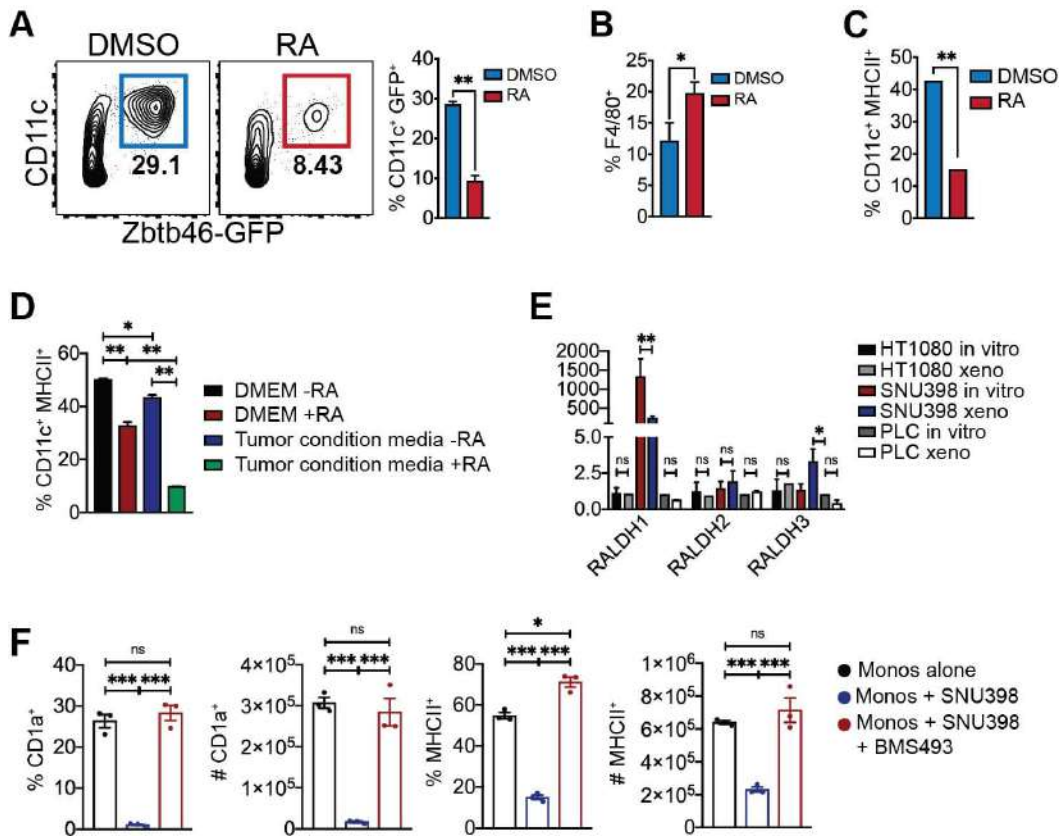 A
DMSO
RA
CD11c
29.1
8.43
Zbtb46-GFP
% CD11c⁺ GFP⁺
40
30
20
10
0
**
DMSO
RA
B
% F4/80⁺
25
20
15
10
5
0
*
DMSO
RA
C
% CD11c⁺ MHCII⁺
50
40
30
20
10
0
**
DMSO
RA
D
% CD11c⁺ MHCII⁺
60
40
20
0
*
** **
**
DMEM -RA
DMEM +RA
Tumor condition media -RA
Tumor condition media +RA
E
2000
1500
1000
500
5.0
2.5
0.0
ns
**
ns
ns
ns
ns
ns
*
ns
RALDH1
RALDH2
RALDH3
HT1080 in vitro
HT1080 xeno
SNU398 in vitro
SNU398 xeno
PLC in vitro
PLC xeno
F
% CD1a⁺
40
30
20
10
0
ns
*** ***
# CD1a⁺
4×10⁵
3×10⁵
2×10⁵
1×10⁵
0
ns
*** ***
% MHCII⁺
80
60
40
20
0
*
*** ***
# MHCII⁺
1×10⁶
8×10⁵
6×10⁵
4×10⁵
2×10⁵
0
ns
*** ***
Monos alone
Monos + SNU398
Monos + SNU398
+ BMS493